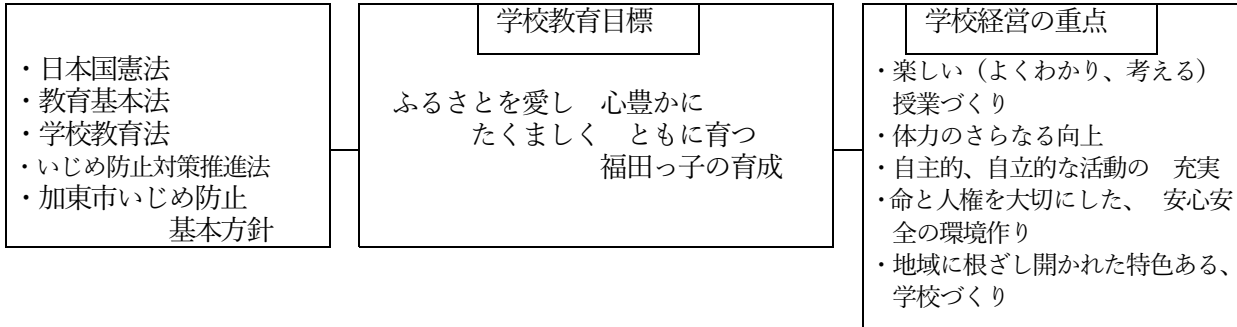 ・日本国憲法
・教育基本法
・学校教育法
・いじめ防止対策推進法
・加東市いじめ防止
基本方針
学校教育目標
ふるさとを愛し　心豊かに
たくましく　ともに育つ
福田っ子の育成
学校経営の重点
・楽しい（よくわかり、考える）
授業づくり
・体力のさらなる向上
・自主的、自立的な活動の　充実
・命と人権を大切にした、　安心安
全の環境作り
・地域に根ざし開かれた特色ある、
学校づくり